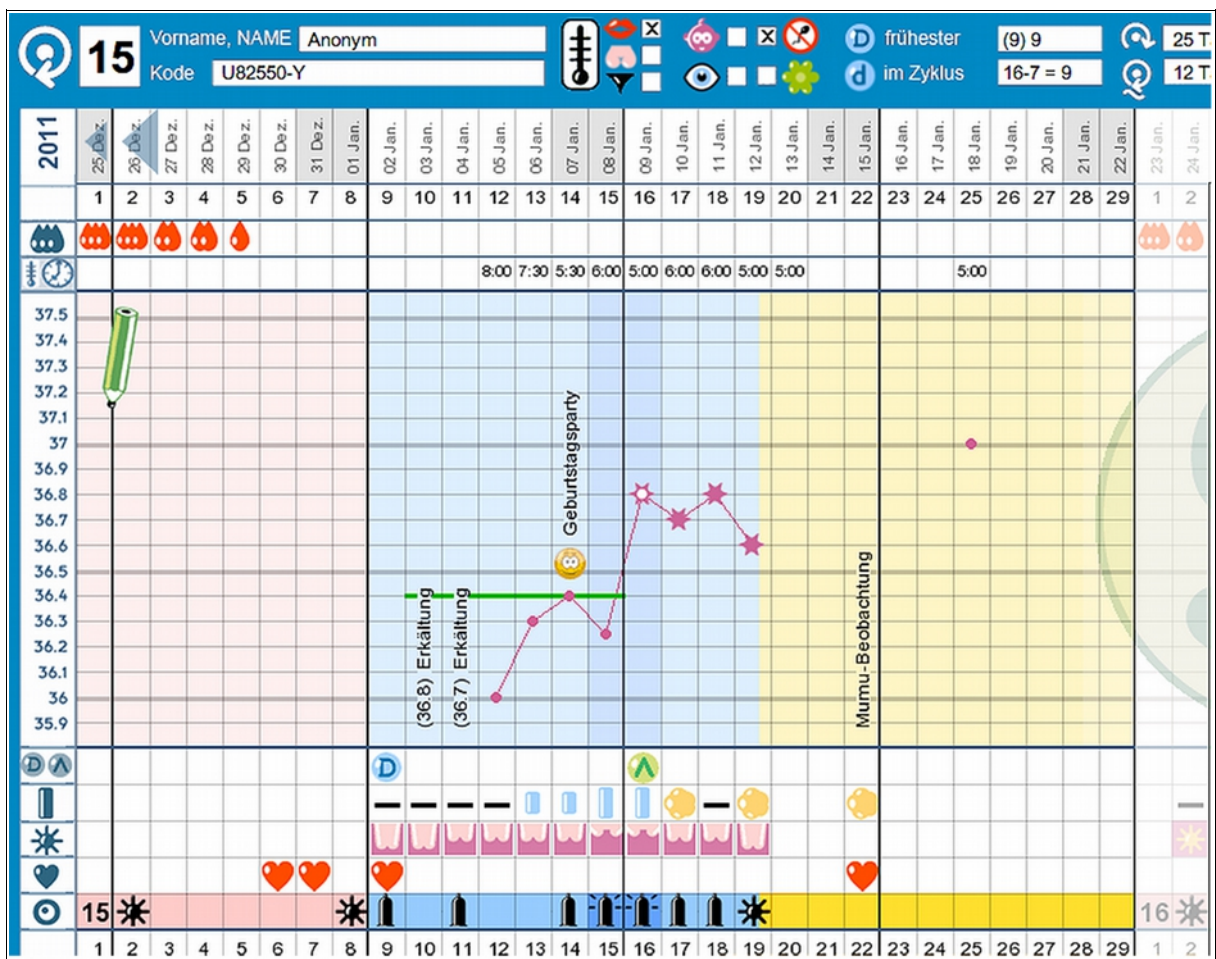 15
Vorname, NAME Anonym
Kode U82550-Y
D frühester (9) 9
d im Zyklus 16-7 = 9
25 T
12 T
2011
25 Dez. 26 Dez. 27 Dez. 28 Dez. 29 Dez. 30 Dez. 31 Dez. 01 Jan. 02 Jan. 03 Jan. 04 Jan. 05 Jan. 06 Jan. 07 Jan. 08 Jan. 09 Jan. 10 Jan. 11 Jan. 12 Jan. 13 Jan. 14 Jan. 15 Jan. 16 Jan. 17 Jan. 18 Jan. 19 Jan. 20 Jan. 21 Jan. 22 Jan. 23 Jan. 24 Jan.
1 2 3 4 5 6 7 8 9 10 11 12 13 14 15 16 17 18 19 20 21 22 23 24 25 26 27 28 29 1 2
8:00 7:30 5:30 6:00 5:00 6:00 6:00 5:00 5:00 5:00
37.5
37.4
37.3
37.2
37.1
37
36.9
36.8
36.7
36.6
36.5
36.4
36.3
36.2
36.1
36
35.9
(36.8) Erkältung
(36.7) Erkältung
Geburtstagsparty
Mumu-Beobachtung
D
D
15 16
1 2 3 4 5 6 7 8 9 10 11 12 13 14 15 16 17 18 19 20 21 22 23 24 25 26 27 28 29 1 2